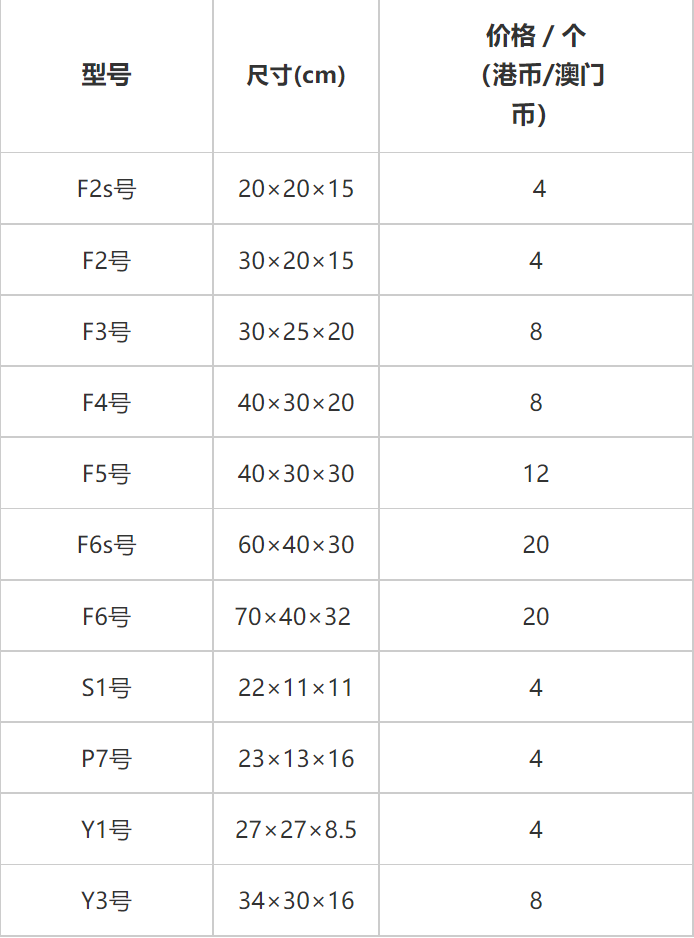 型号 尺寸(cm) 价格 / 个
（港币/澳门
币）
F2s号 20×20×15 4
F2号 30×20×15 4
F3号 30×25×20 8
F4号 40×30×20 8
F5号 40×30×30 12
F6s号 60×40×30 20
F6号 70×40×32 20
S1号 22×11×11 4
P7号 23×13×16 4
Y1号 27×27×8.5 4
Y3号 34×30×16 8